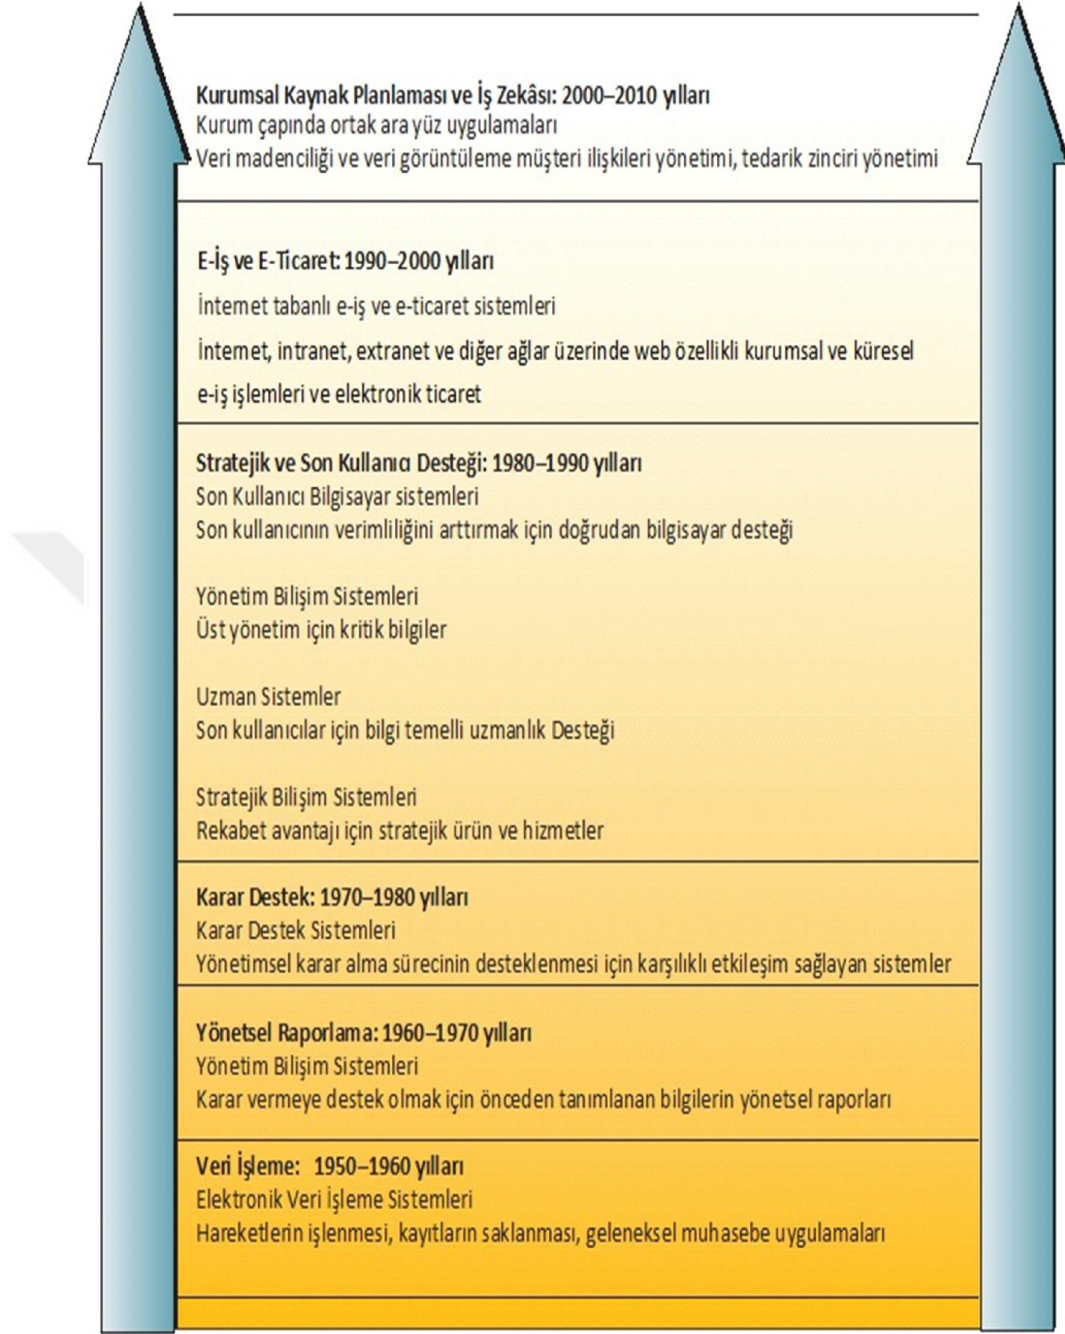 Kurumsal Kaynak Planlaması ve İş Zekâsı: 2000–2010 yılları
Kurum çapında ortak ara yüz uygulamaları
Veri madenciliği ve veri görüntüleme müşteri ilişkileri yönetimi, tedarik zinciri yönetimi
E-İş ve E-Ticaret: 1990–2000 yılları
İnternet tabanlı e-iş ve e-ticaret sistemleri
İnternet, intranet, extranet ve diğer ağlar üzerinde web özellikli kurumsal ve küresel
e-iş işlemleri ve elektronik ticaret
Stratejik ve Son Kullanıcı Desteği: 1980–1990 yılları
Son Kullanıcı Bilgisayar sistemleri
Son kullanıcının verimliliğini arttırmak için doğrudan bilgisayar desteği
Yönetim Bilişim Sistemleri
Üst yönetim için kritik bilgiler
Uzman Sistemler
Son kullanıcılar için bilgi temelli uzmanlık Desteği
Stratejik Bilişim Sistemleri
Rekabet avantajı için stratejik ürün ve hizmetler
Karar Destek: 1970–1980 yılları
Karar Destek Sistemleri
Yönetimsel karar alma sürecinin desteklenmesi için karşılıklı etkileşim sağlayan sistemler
Yönetsel Raporlama: 1960–1970 yılları
Yönetim Bilişim Sistemleri
Karar vermeye destek olmak için önceden tanımlanan bilgilerin yönetsel raporları
Veri İşleme: 1950–1960 yılları
Elektronik Veri İşleme Sistemleri
Hareketlerin işlenmesi, kayıtların saklanması, geleneksel muhasebe uygulamaları